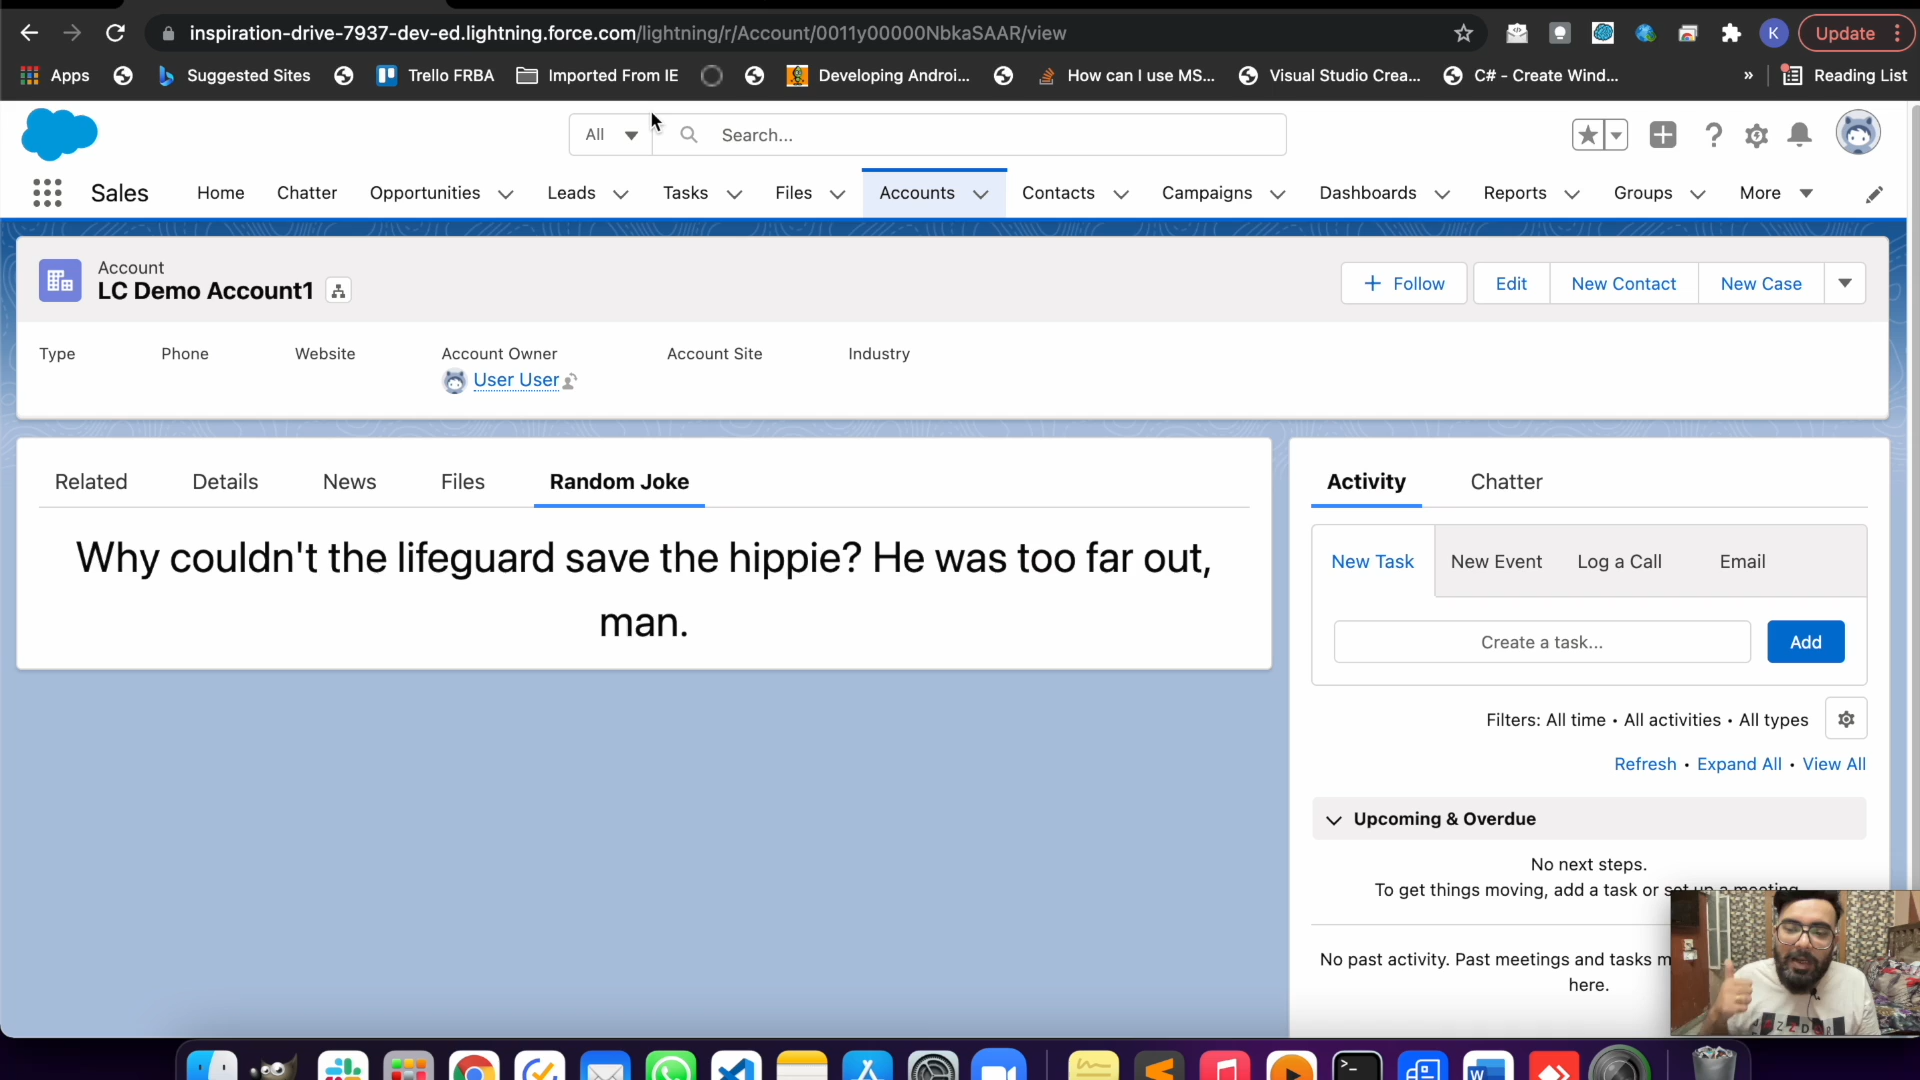 inspiration-drive-7937-dev-ed.lightning.force.com/lightning/r/Account/0011y00000NbkaSAAR/view
K
Update
Apps
Suggested Sites
Trello FRBA
Imported From IE
Developing Androi...
How can I use MS...
Visual Studio Crea...
C# - Create Wind...
»
Reading List
All
Search...
Sales
Home
Chatter
Opportunities
Leads
Tasks
Files
Accounts
Contacts
Campaigns
Dashboards
Reports
Groups
More
Account
LC Demo Account1
+ Follow
Edit
New Contact
New Case
Type
Phone
Website
Account Owner
Account Site
Industry
User User
Related
Details
News
Files
Random Joke
Why couldn't the lifeguard save the hippie? He was too far out,
man.
Activity
Chatter
New Task
New Event
Log a Call
Email
Create a task...
Add
Filters: All time • All activities • All types
Refresh • Expand All • View All
Upcoming & Overdue
No next steps.
To get things moving, add a task or set up a meeting
No past activity. Past meetings and tasks
here.